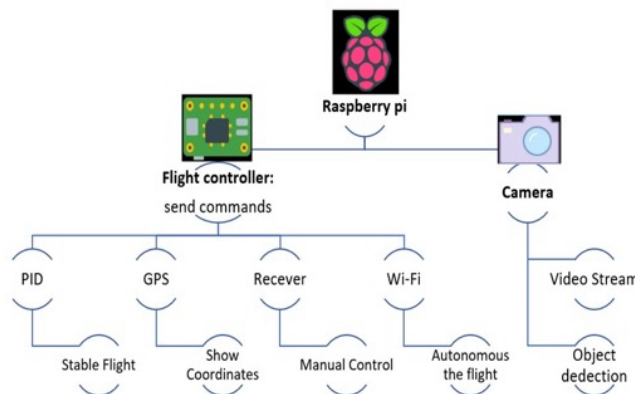 Raspberry pi
Flight controller:
send commands
Camera
PID
GPS
Recever
Wi-Fi
Video Stream
Stable Flight
Show
Coordinates
Manual Control
Autonomous
the flight
Object
dedection